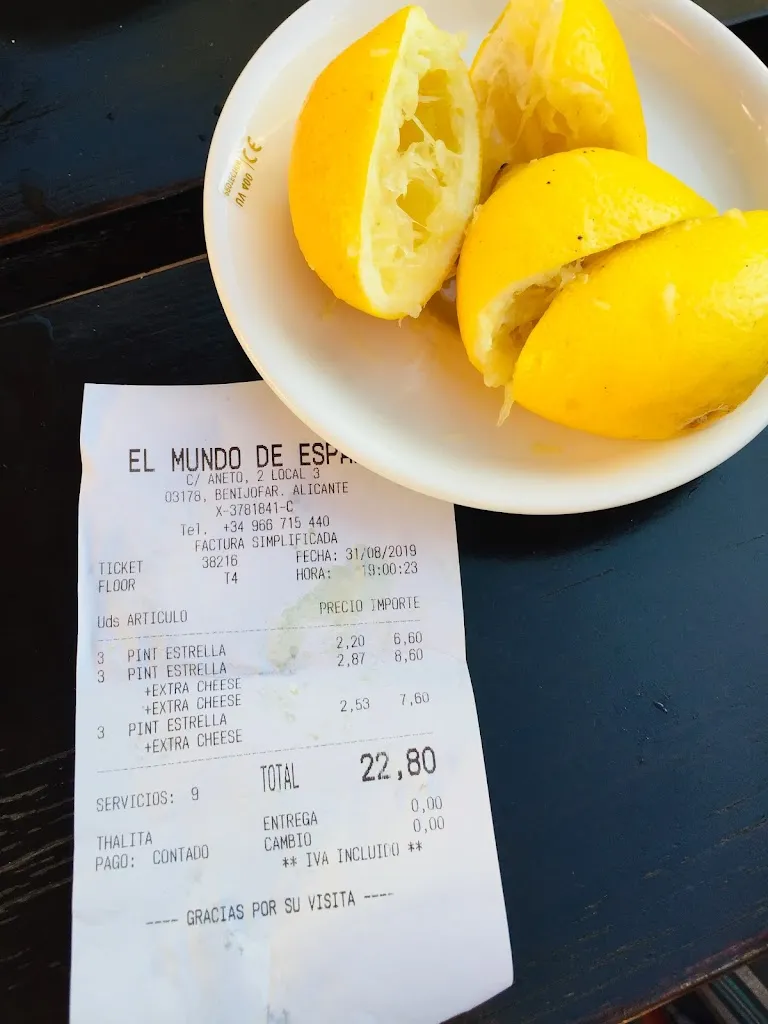 EL MUNDO DE ESPA
C/ ANETO, 2 LOCAL 3
03178, BENIJOFAR. ALICANTE
X-3781841-C
Tel. +34 966 715 440
FACTURA SIMPLIFICADA
TICKET 38216 FECHA: 31/08/2019
FLOOR T4 HORA: 19:00:23
Uds ARTICULO PRECIO IMPORTE
3 PINT ESTRELLA 2,20 6,60
3 PINT ESTRELLA 2,87 8,60
+EXTRA CHEESE
+EXTRA CHEESE
3 PINT ESTRELLA 2,53 7,60
+EXTRA CHEESE
SERVICIOS: 9 TOTAL 22,80
THALITA ENTREGA 0,00
PAGO: CONTADO CAMBIO 0,00
** IVA INCLUIDO **
---- GRACIAS POR SU VISITA ----